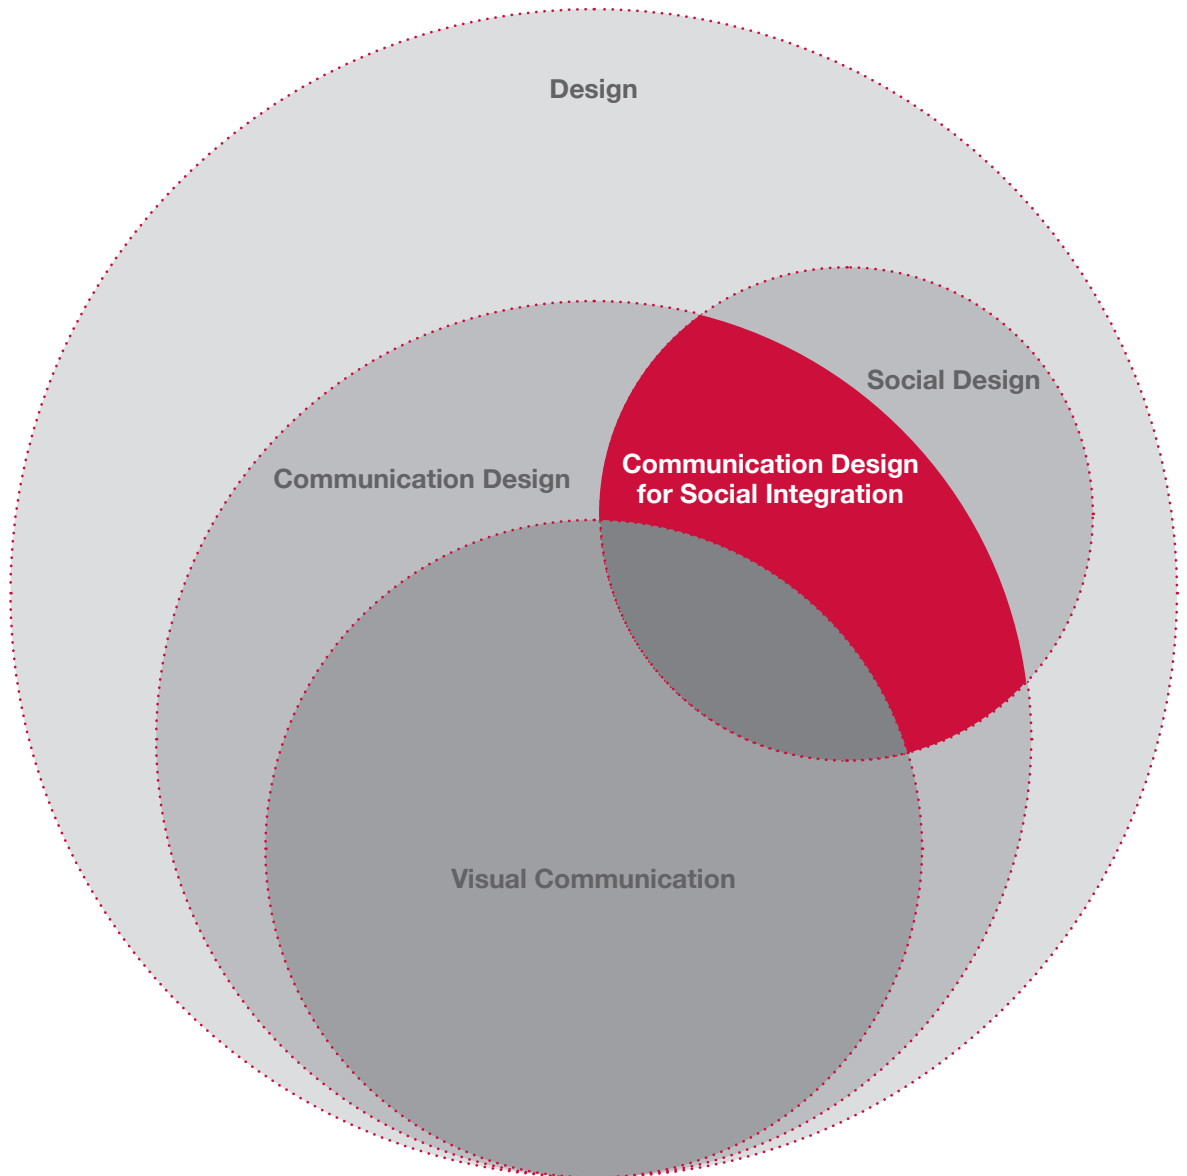 Design
Social Design
Communication Design
for Social Integration
Communication Design
Visual Communication